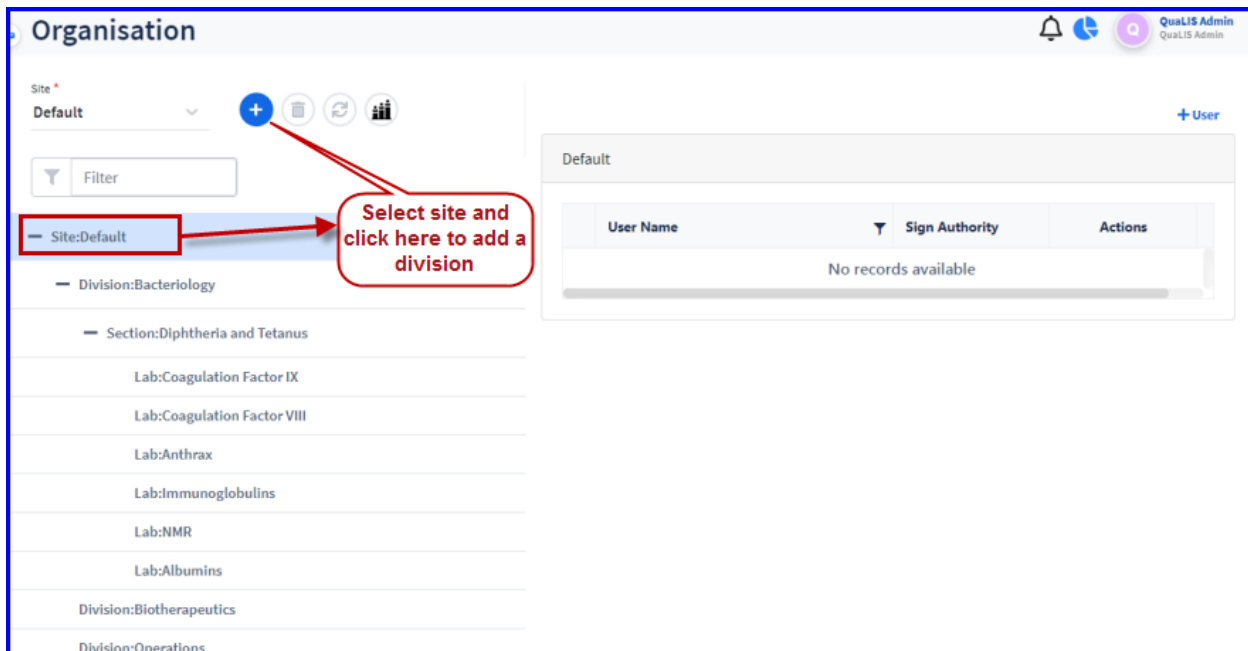 Organisation
Q
QuaLIS Admin
QuaLIS Admin
Site *
Default
+ User
Filter
Default
Select site and
click here to add a
division
User Name
Sign Authority
Actions
No records available
Site:Default
Division:Bacteriology
Section:Diphtheria and Tetanus
Lab:Coagulation Factor IX
Lab:Coagulation Factor VIII
Lab:Anthrax
Lab:Immunoglobulins
Lab:NMR
Lab:Albumins
Division:Biotherapeutics
Division:Operations